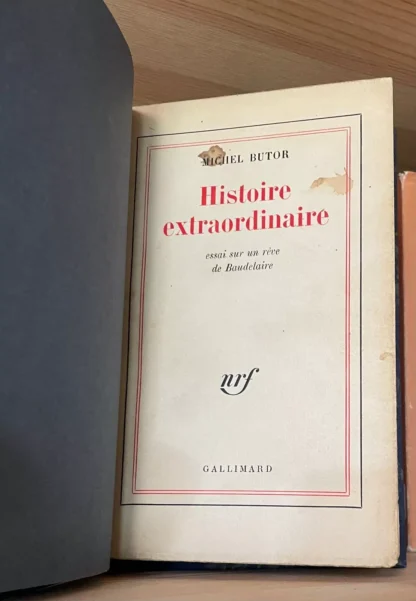 MICHEL BUTOR
Histoire
extraordinaire
essai sur un rêve
de Baudelaire
nrf
GALLIMARD